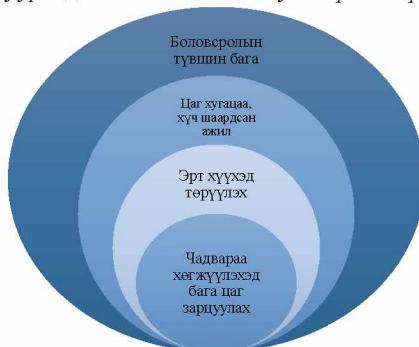 Боловсролын
түвшин бага
Цаг хугацаа,
хүч шаардсан
ажил
Эрт хүүхэд
төрүүлэх
Чадвараа
хөгжүүлэхэд
бага цаг
зарцуулах